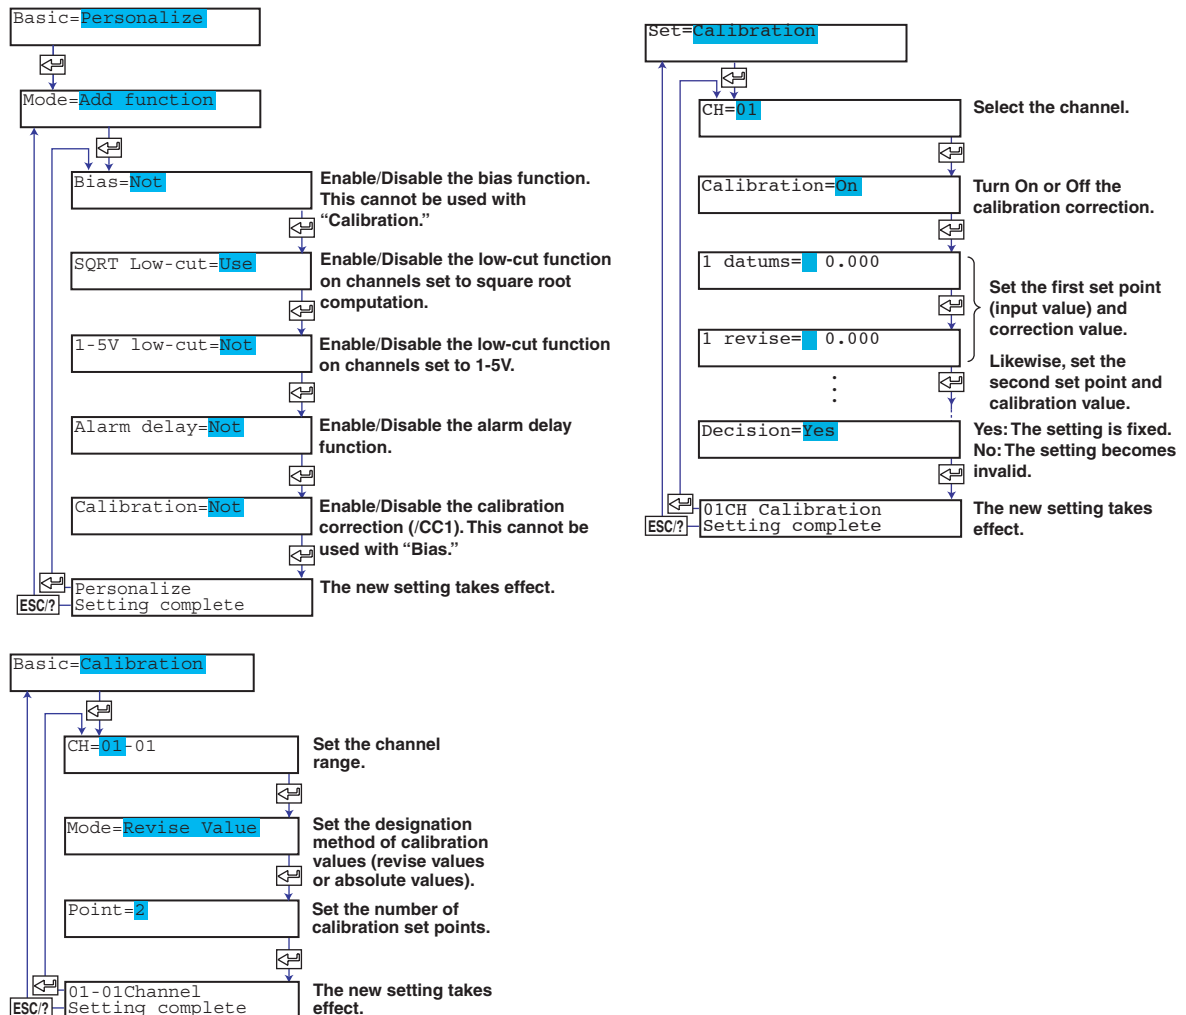 Basic=Personalize
Mode=Add function
Bias=Not
Enable/Disable the bias function.
This cannot be used with
“Calibration.”
SQRT Low-cut=Use
Enable/Disable the low-cut function
on channels set to square root
computation.
1-5V low-cut=Not
Enable/Disable the low-cut function
on channels set to 1-5V.
Alarm delay=Not
Enable/Disable the alarm delay
function.
Calibration=Not
Enable/Disable the calibration
correction (/CC1). This cannot be
used with “Bias.”
Personalize
Setting complete
The new setting takes effect.
ESC/?
Set=Calibration
CH=01
Select the channel.
Calibration=On
Turn On or Off the
calibration correction.
1 datums= 0.000
1 revise= 0.000
Set the first set point
(input value) and
correction value.
Likewise, set the
second set point and
calibration value.
Decision=Yes
Yes: The setting is fixed.
No: The setting becomes
invalid.
01CH Calibration
Setting complete
The new setting takes
effect.
ESC/?
Basic=Calibration
CH=01-01
Set the channel
range.
Mode=Revise Value
Set the designation
method of calibration
values (revise values
or absolute values).
Point=2
Set the number of
calibration set points.
01-01Channel
Setting complete
The new setting takes
effect.
ESC/?